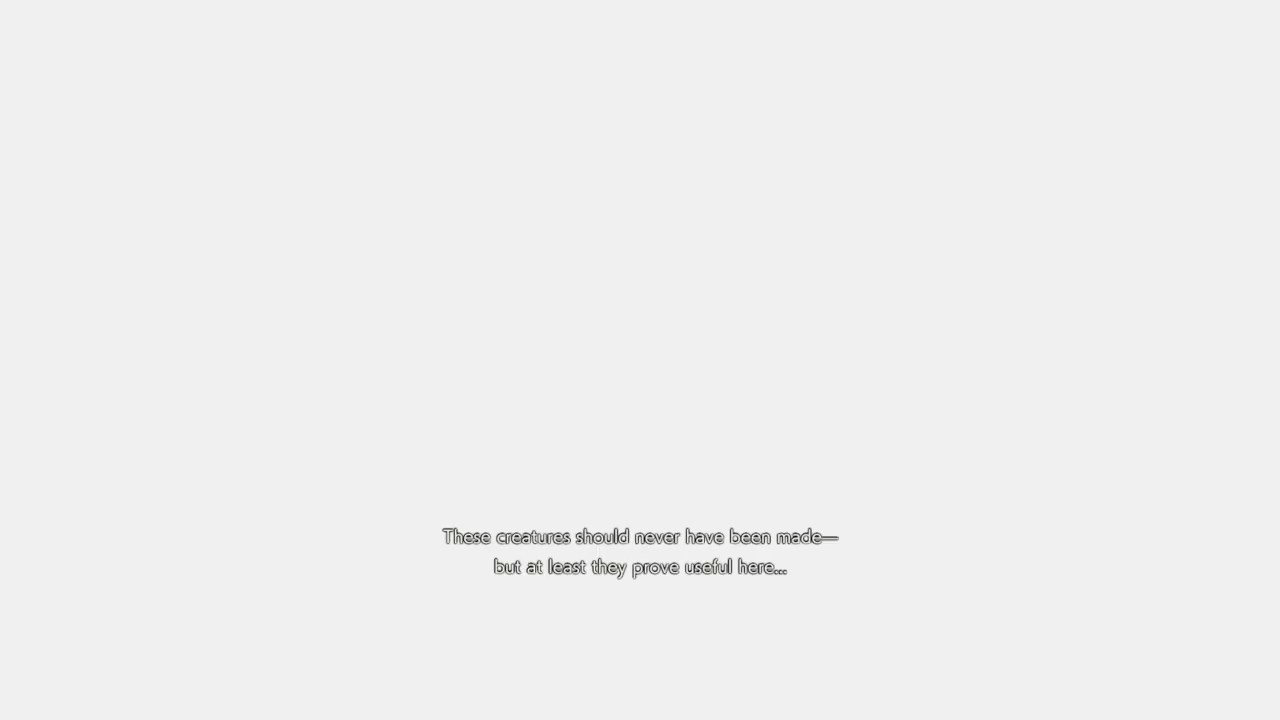 These creatures should never have been made—
but at least they prove useful here...